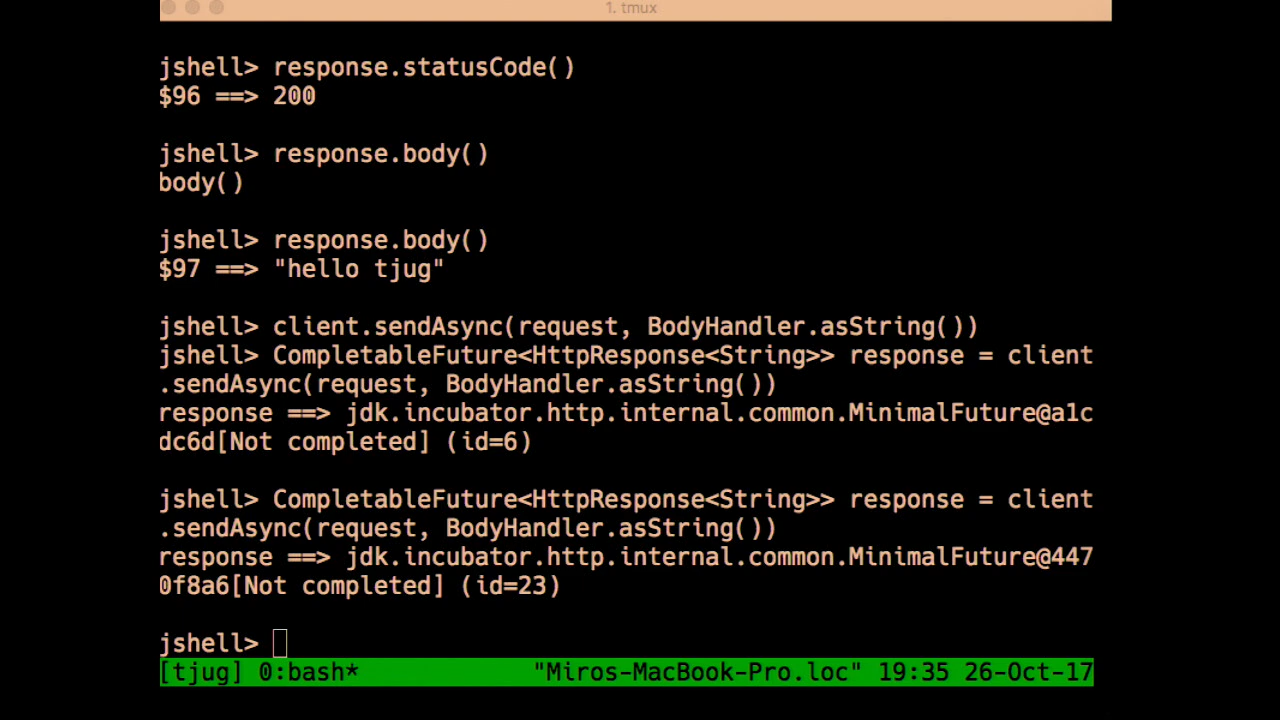 1. tmux
jshell> response.statusCode()
$96 ==> 200
jshell> response.body()
body()
jshell> response.body()
$97 ==> "hello tjug"
jshell> client.sendAsync(request, BodyHandler.asString())
jshell> CompletableFuture<HttpResponse<String>> response = client
.sendAsync(request, BodyHandler.asString())
response ==> jdk.incubator.http.internal.common.MinimalFuture@a1c
dc6d[Not completed] (id=6)
jshell> CompletableFuture<HttpResponse<String>> response = client
.sendAsync(request, BodyHandler.asString())
response ==> jdk.incubator.http.internal.common.MinimalFuture@447
0f8a6[Not completed] (id=23)
jshell>
[tjug] 0:bash* "Miros-MacBook-Pro.loc" 19:35 26-Oct-17